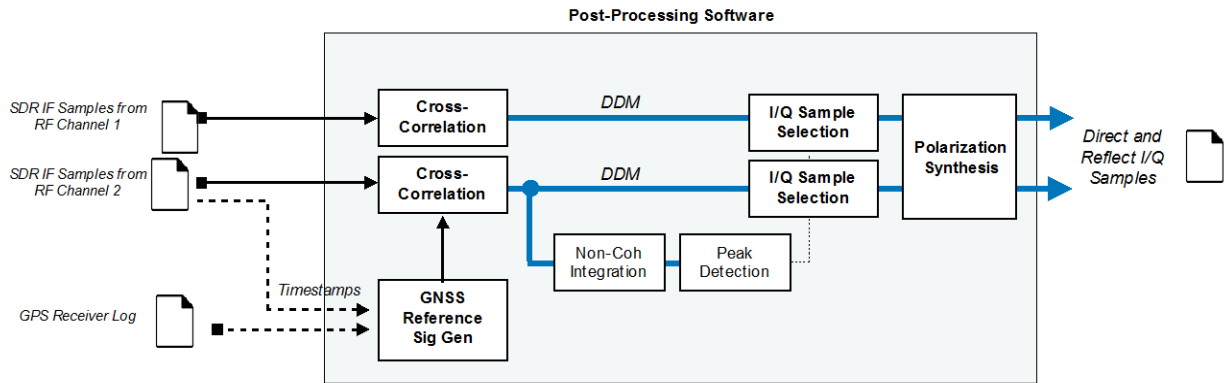 Post-Processing Software
SDR IF Samples from
RF Channel 1
Cross-
Correlation
DDM
I/Q Sample
Selection
Polarization
Synthesis
Direct and
Reflect I/Q
Samples
SDR IF Samples from
RF Channel 2
Cross-
Correlation
DDM
I/Q Sample
Selection
Non-Coh
Integration
Peak
Detection
Timestamps
GPS Receiver Log
GNSS
Reference
Sig Gen